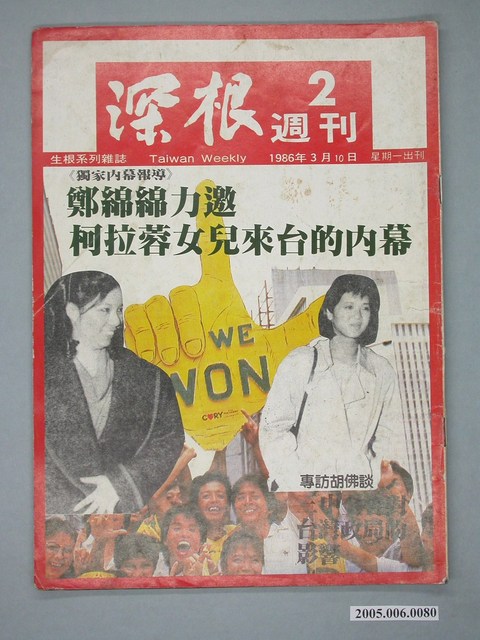 深根
2
週刊
生根系列雜誌 Taiwan Weekly 1986年3月10日 星期一出刊
《獨家內幕報導》
鄭綿綿力邀
柯拉蓉女兒來台的內幕
WE
WON
CORY
專訪胡佛談
台灣政局的
影響
2005.006.0080